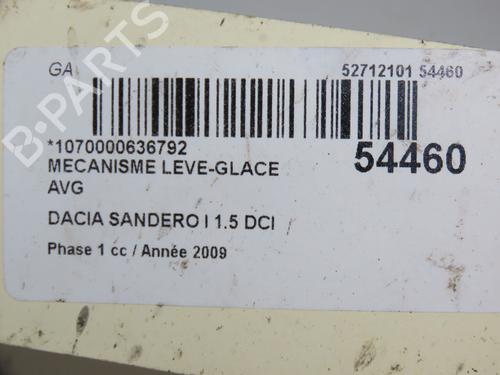 GA 52712101 54460
*1070000636792 54460
MECANISME LEVE-GLACE
AVG
DACIA SANDERO I 1.5 DCI
Phase 1 cc / Année 2009
B-PARTS